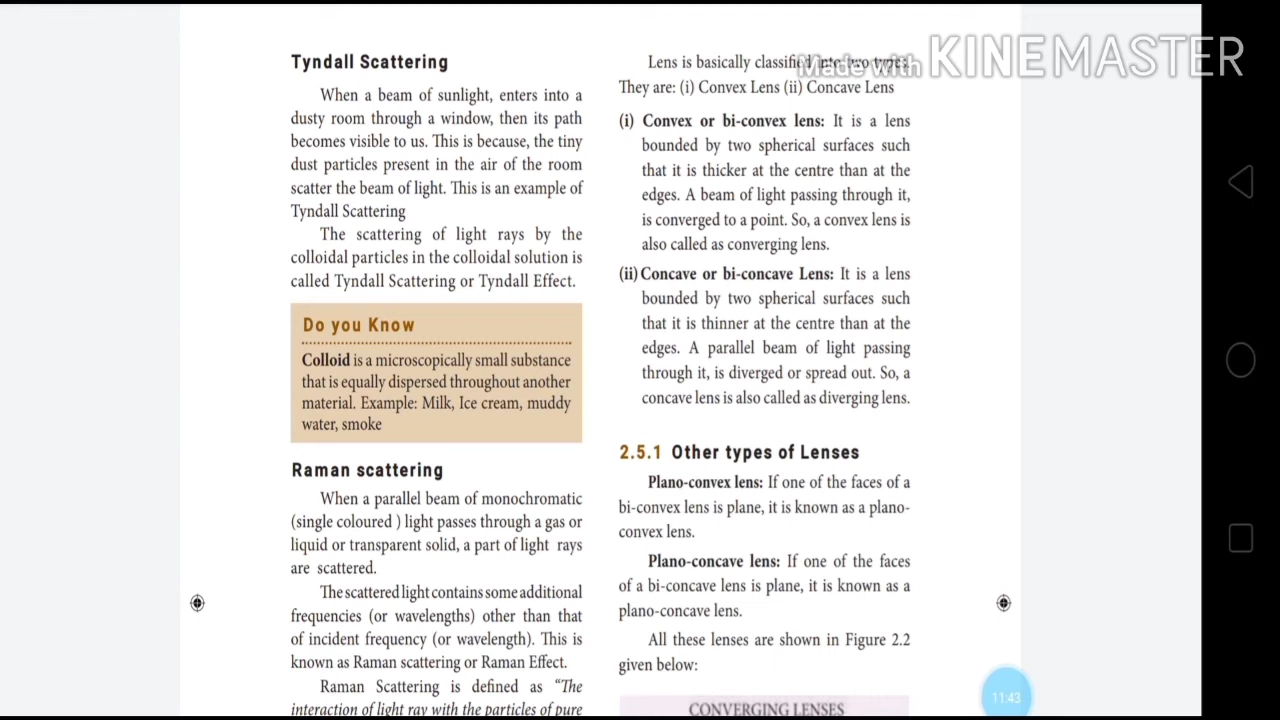 Tyndall Scattering
When a beam of sunlight, enters into a
dusty room through a window, then its path
becomes visible to us. This is because, the tiny
dust particles present in the air of the room
scatter the beam of light. This is an example of
Tyndall Scattering
The scattering of light rays by the
colloidal particles in the colloidal solution is
called Tyndall Scattering or Tyndall Effect.
Do you Know
Colloid is a microscopically small substance
that is equally dispersed throughout another
material. Example: Milk, Ice cream, muddy
water, smoke
Raman scattering
When a parallel beam of monochromatic
(single coloured ) light passes through a gas or
liquid or transparent solid, a part of light rays
are scattered.
The scattered light contains some additional
frequencies (or wavelengths) other than that
of incident frequency (or wavelength). This is
known as Raman scattering or Raman Effect.
Raman Scattering is defined as “The
interaction of light ray with the particles of pure
Lens is basically classified into two types.
They are: (i) Convex Lens (ii) Concave Lens
(i) Convex or bi-convex lens: It is a lens
bounded by two spherical surfaces such
that it is thicker at the centre than at the
edges. A beam of light passing through it,
is converged to a point. So, a convex lens is
also called as converging lens.
(ii) Concave or bi-concave Lens: It is a lens
bounded by two spherical surfaces such
that it is thinner at the centre than at the
edges. A parallel beam of light passing
through it, is diverged or spread out. So, a
concave lens is also called as diverging lens.
2.5.1 Other types of Lenses
Plano-convex lens: If one of the faces of a
bi-convex lens is plane, it is known as a plano-
convex lens.
Plano-concave lens: If one of the faces
of a bi-concave lens is plane, it is known as a
plano-concave lens.
All these lenses are shown in Figure 2.2
given below:
CONVERGING LENSES
Made with KINEMASTER
11:43